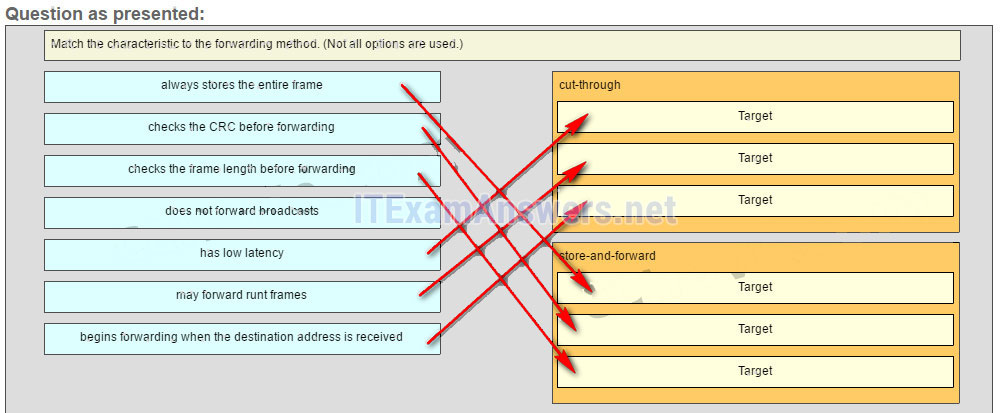 Question as presented:
Match the characteristic to the forwarding method. (Not all options are used.)
always stores the entire frame
checks the CRC before forwarding
checks the frame length before forwarding
does not forward broadcasts
has low latency
may forward runt frames
begins forwarding when the destination address is received
cut-through
Target
Target
Target
store-and-forward
Target
Target
Target
ITExamAnswers.net